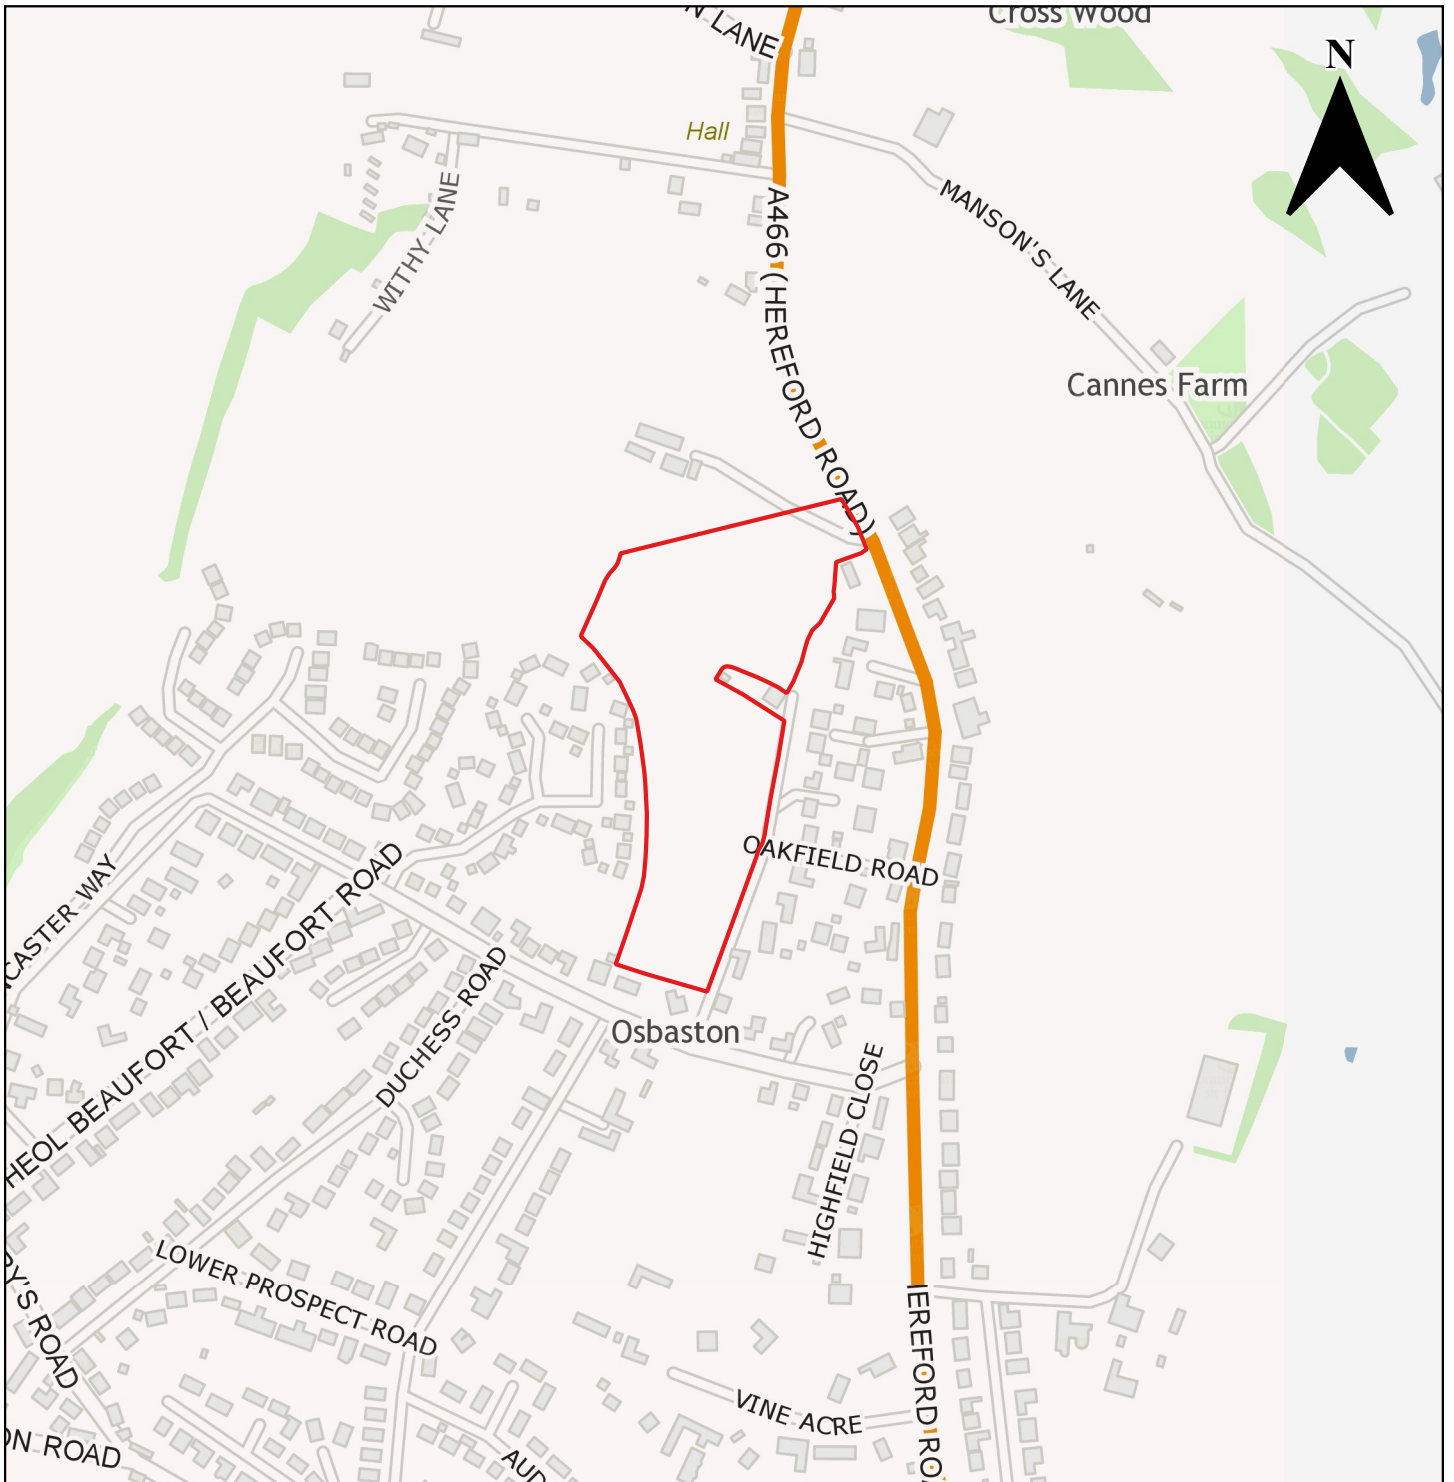 Cross Wood
N LANE
N
Hall
WITHY LANE
A466 (HEREFORD ROAD)
MANSON'S LANE
Cannes Farm
OAKFIELD ROAD
CASTER WAY
HEOL BEAUFORT / BEAUFORT ROAD
DUCHESS ROAD
Osbaston
HIGHFIELD CLOSE
LOWER PROSPECT ROAD
Y'S ROAD
EREFORD RO
VINE ACRE
ON ROAD
AUD